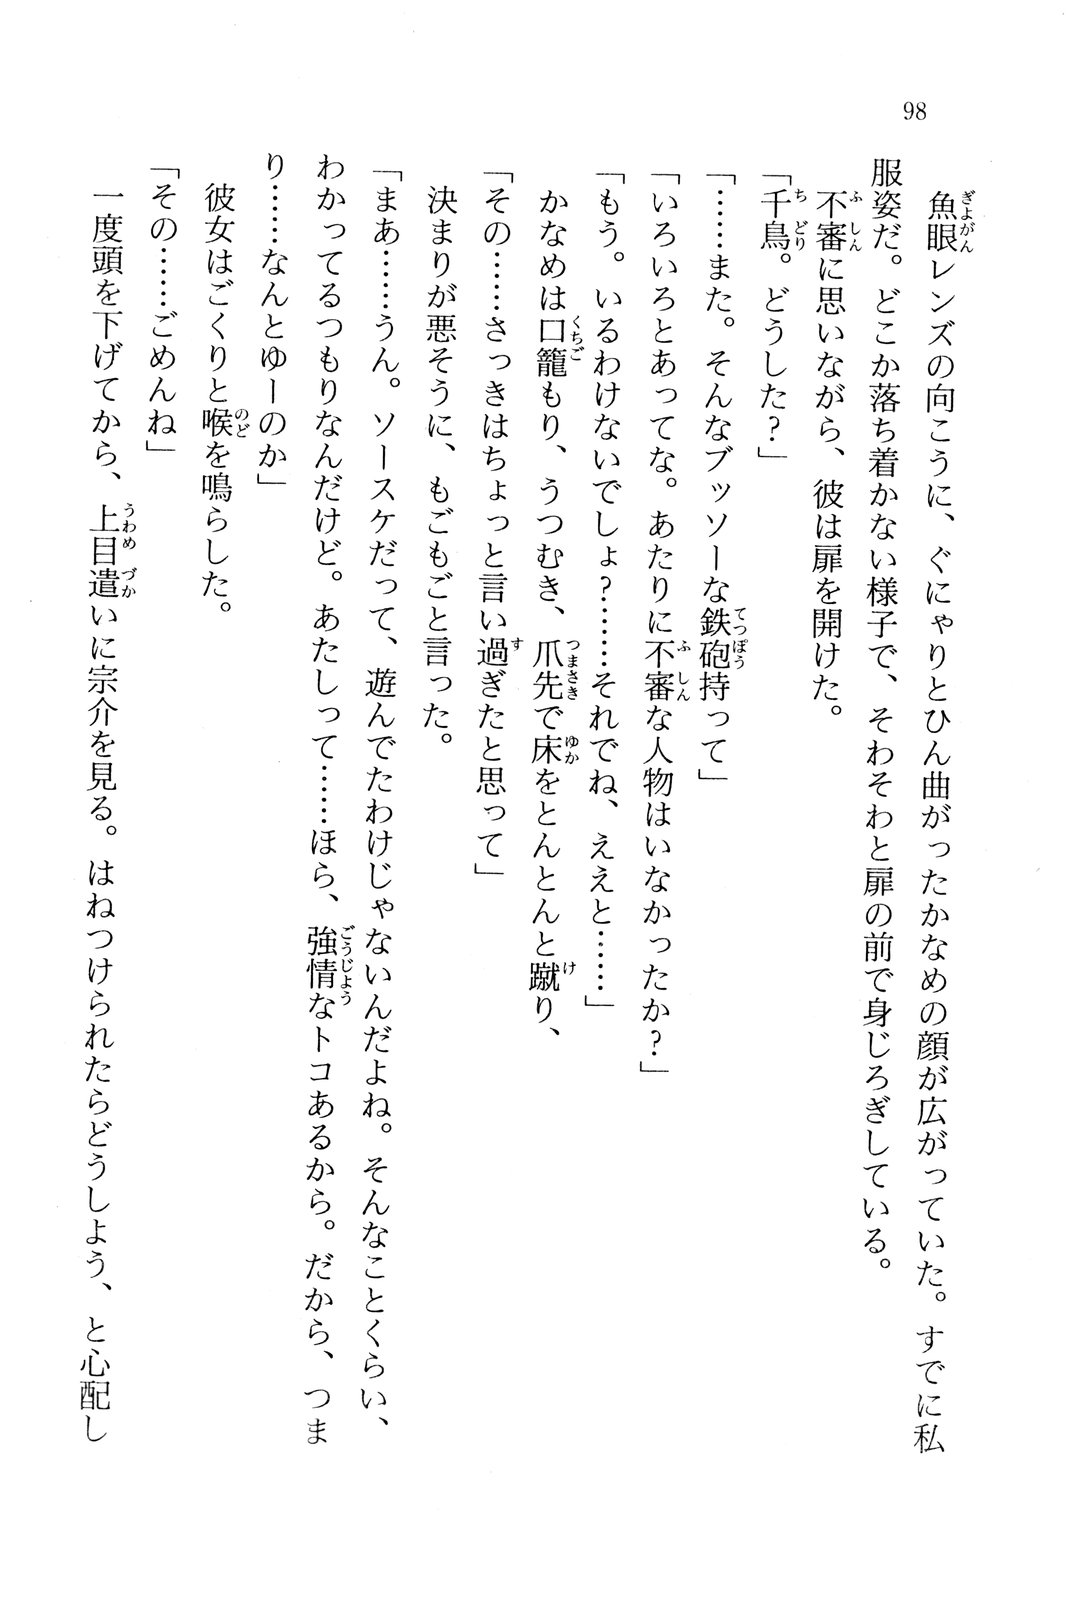 98
魚眼レンズの向こうに、ぐにゃりとひん曲がったかなめの顔が広がっていた。すでに私
服姿だ。どこか落ち着かない様子で、そわそわと扉の前で身じろぎしている。
不審に思いながら、彼は扉を開けた。
「千鳥。どうした?」
「……また。そんなブッソーな鉄砲持って」
「いろいろとあってな。あたりに不審な人物はいなかったか?」
「もう。いるわけないでしょ?……それでね、ええと……」
かなめは口籠もり、うつむき、爪先で床をとんとんと蹴り、
「その……さっきはちょっと言い過ぎたと思って」
決まりが悪そうに、もごもごと言った。
「まあ……うん。ソースケだって、遊んでたわけじゃないんだよね。そんなことくらい、
わかってるつもりなんだけど。あたしって……ほら、強情なトコあるから。だから、つま
り……なんとゆーのか」
彼女はごくりと喉を鳴らした。
「その……ごめんね」
一度頭を下げてから、上目遣いに宗介を見る。はねつけられたらどうしよう、と心配し